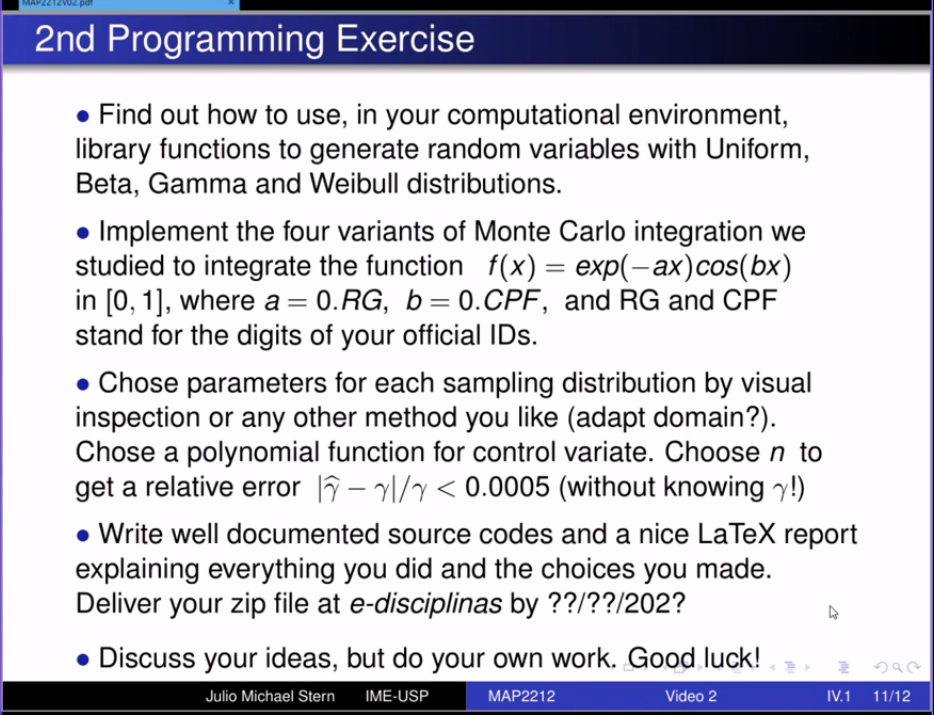 MAP2212V02.pdf
2nd Programming Exercise
• Find out how to use, in your computational environment,
library functions to generate random variables with Uniform,
Beta, Gamma and Weibull distributions.
• Implement the four variants of Monte Carlo integration we
studied to integrate the function f(x) = exp(−ax)cos(bx)
in [0, 1], where a = 0.RG, b = 0.CPF, and RG and CPF
stand for the digits of your official IDs.
• Chose parameters for each sampling distribution by visual
inspection or any other method you like (adapt domain?).
Chose a polynomial function for control variate. Choose n to
get a relative error |γ̂ − γ|/γ < 0.0005 (without knowing γ!)
• Write well documented source codes and a nice LaTeX report
explaining everything you did and the choices you made.
Deliver your zip file at e-disciplinas by ??/??/202?
• Discuss your ideas, but do your own work. Good luck!
Julio Michael Stern IME-USP MAP2212 Video 2 IV.1 11/12